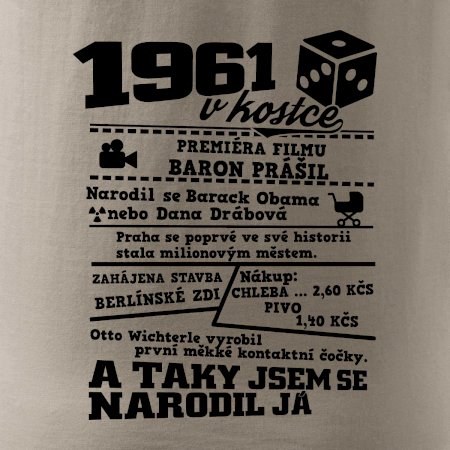 1961
v kostce
PREMIÉRA FILMU
BARON PRÁŠIL
Narodil se Barack Obama
nebo Dana Drábová
Praha se poprvé ve své historii
stala milionovým městem.
ZAHÁJENA STAVBA
BERLÍNSKÉ ZDI
Nákup:
CHLEBA ... 2,60 KČS
PIVO
1,40 KČS
Otto Wichterle vyrobil
první měkké kontaktní čočky.
A TAKY JSEM SE
NARODIL JÁ